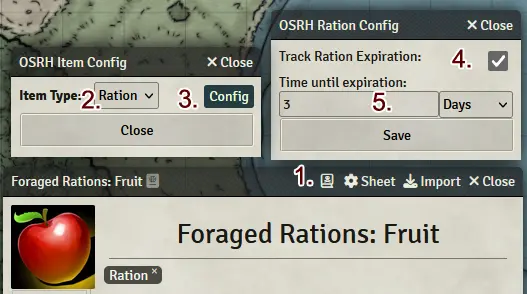 OSRH Item Config
Close
Item Type:
2.
Ration
3.
Config
Close
OSRH Ration Config
Close
Track Ration Expiration:
4.
Time until expiration:
3
5.
Days
Save
Foraged Rations: Fruit
1.
Sheet
Import
Close
Foraged Rations: Fruit
Ration ×